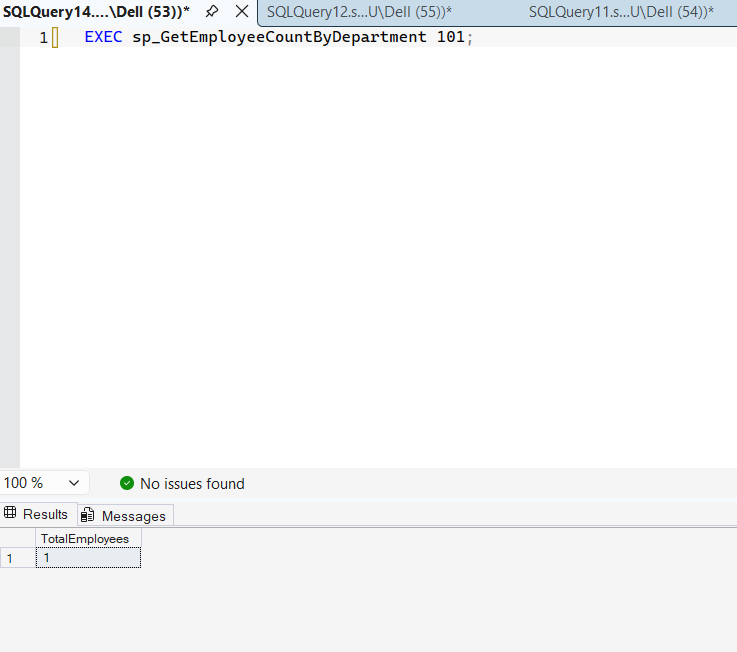 SQLQuery14....\Dell (53))* SQLQuery12.s...U\Dell (55))* SQLQuery11.s...U\Dell (54))*
1 EXEC sp_GetEmployeeCountByDepartment 101;
100 % No issues found
Results Messages
TotalEmployees
1 1